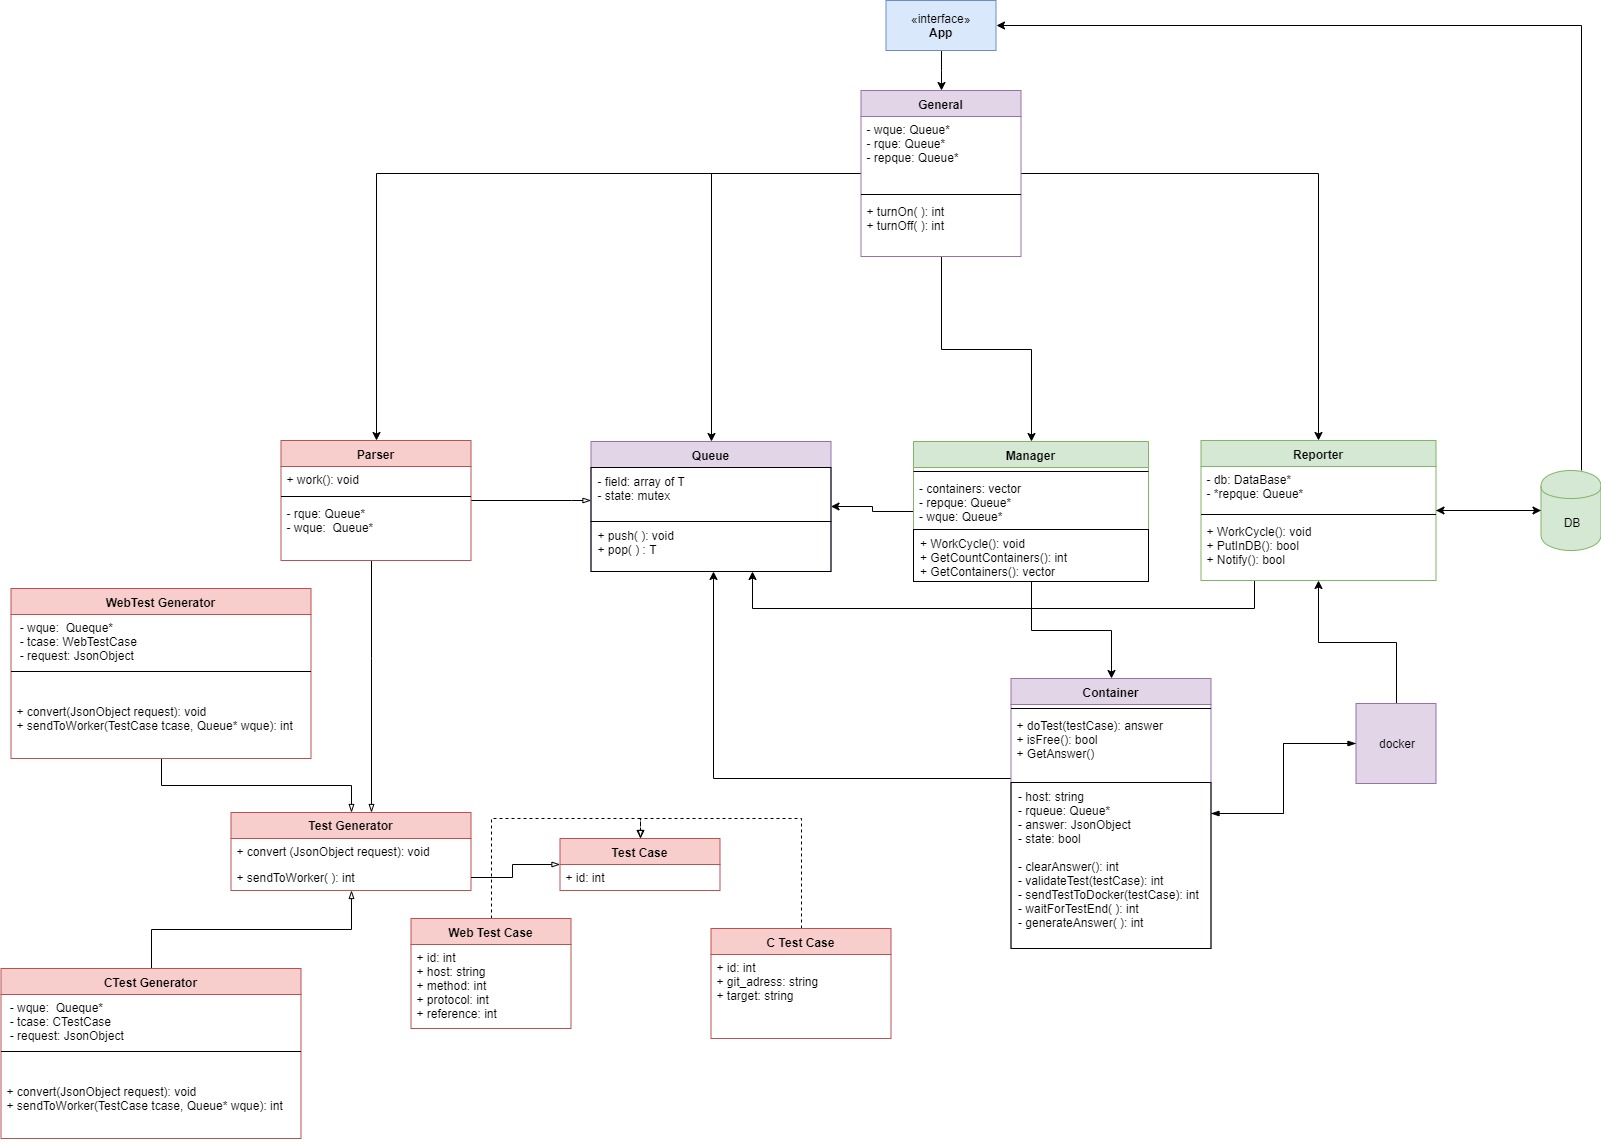 «interface»
App
General
- wque: Queue*
- rque: Queue*
- repque: Queue*
+ turnOn( ): int
+ turnOff( ): int
Parser
+ work(): void
- rque: Queue*
- wque:  Queue*
Queue
- field: array of T
- state: mutex
+ push( ): void
+ pop( ) : T
Manager
- containers: vector
- repque: Queue*
- wque: Queue*
+ WorkCycle(): void
+ GetCountContainers(): int
+ GetContainers(): vector
Reporter
- db: DataBase*
- *repque: Queue*
+ WorkCycle(): void
+ PutInDB(): bool
+ Notify(): bool
DB
WebTest Generator
- wque:  Queque*
- tcase: WebTestCase
- request: JsonObject
+ convert(JsonObject request): void
+ sendToWorker(TestCase tcase, Queue* wque): int
Container
+ doTest(testCase): answer
+ isFree(): bool
+ GetAnswer()
- host: string
- rqueue: Queue*
- answer: JsonObject
- state: bool
- clearAnswer(): int
- validateTest(testCase): int
- sendTestToDocker(testCase): int
- waitForTestEnd( ): int
- generateAnswer( ): int
docker
Test Generator
+ convert (JsonObject request): void
+ sendToWorker( ): int
Test Case
+ id: int
Web Test Case
+ id: int
+ host: string
+ method: int
+ protocol: int
+ reference: int
C Test Case
+ id: int
+ git_adress: string
+ target: string
CTest Generator
- wque:  Queque*
- tcase: CTestCase
- request: JsonObject
+ convert(JsonObject request): void
+ sendToWorker(TestCase tcase, Queue* wque): int